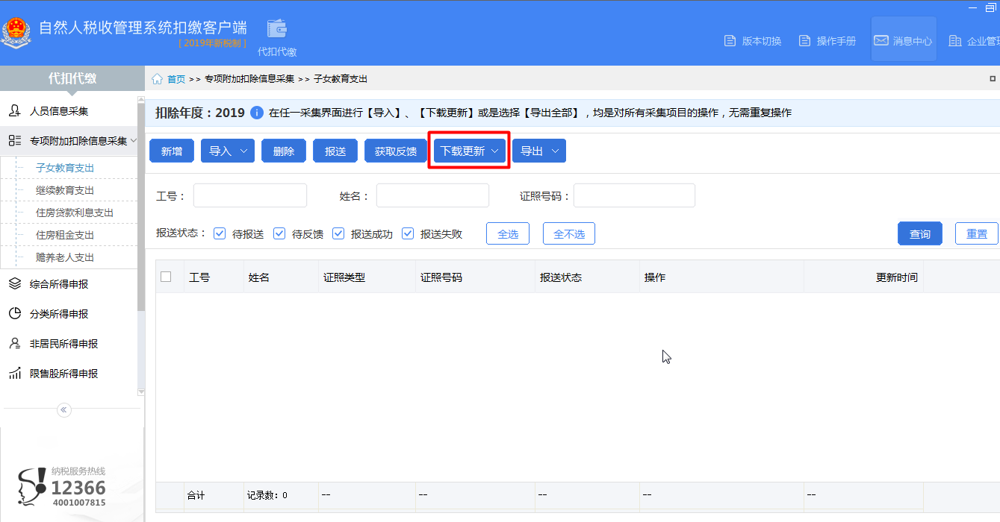 自然人税收管理系统扣缴客户端
[ 2019年新税制 ]
代扣代缴
版本切换
操作手册
消息中心
企业管
代扣代缴
首页 >> 专项附加扣除信息采集 >> 子女教育支出
人员信息采集
专项附加扣除信息采集
子女教育支出
继续教育支出
住房贷款利息支出
住房租金支出
赡养老人支出
综合所得申报
分类所得申报
非居民所得申报
限售股所得申报
«
纳税服务热线
12366
4001007815
扣除年度：2019 i 在任一采集界面进行【导入】、【下载更新】或是选择【导出全部】，均是对所有采集项目的操作，无需重复操作
新增 导入 删除 报送 获取反馈 下载更新 导出
工号： 姓名： 证照号码：
报送状态： 待报送 待反馈 报送成功 报送失败 全选 全不选 查询 重置
工号 姓名 证照类型 证照号码 报送状态 操作 更新时间
合计 记录数：0 -- -- -- -- --